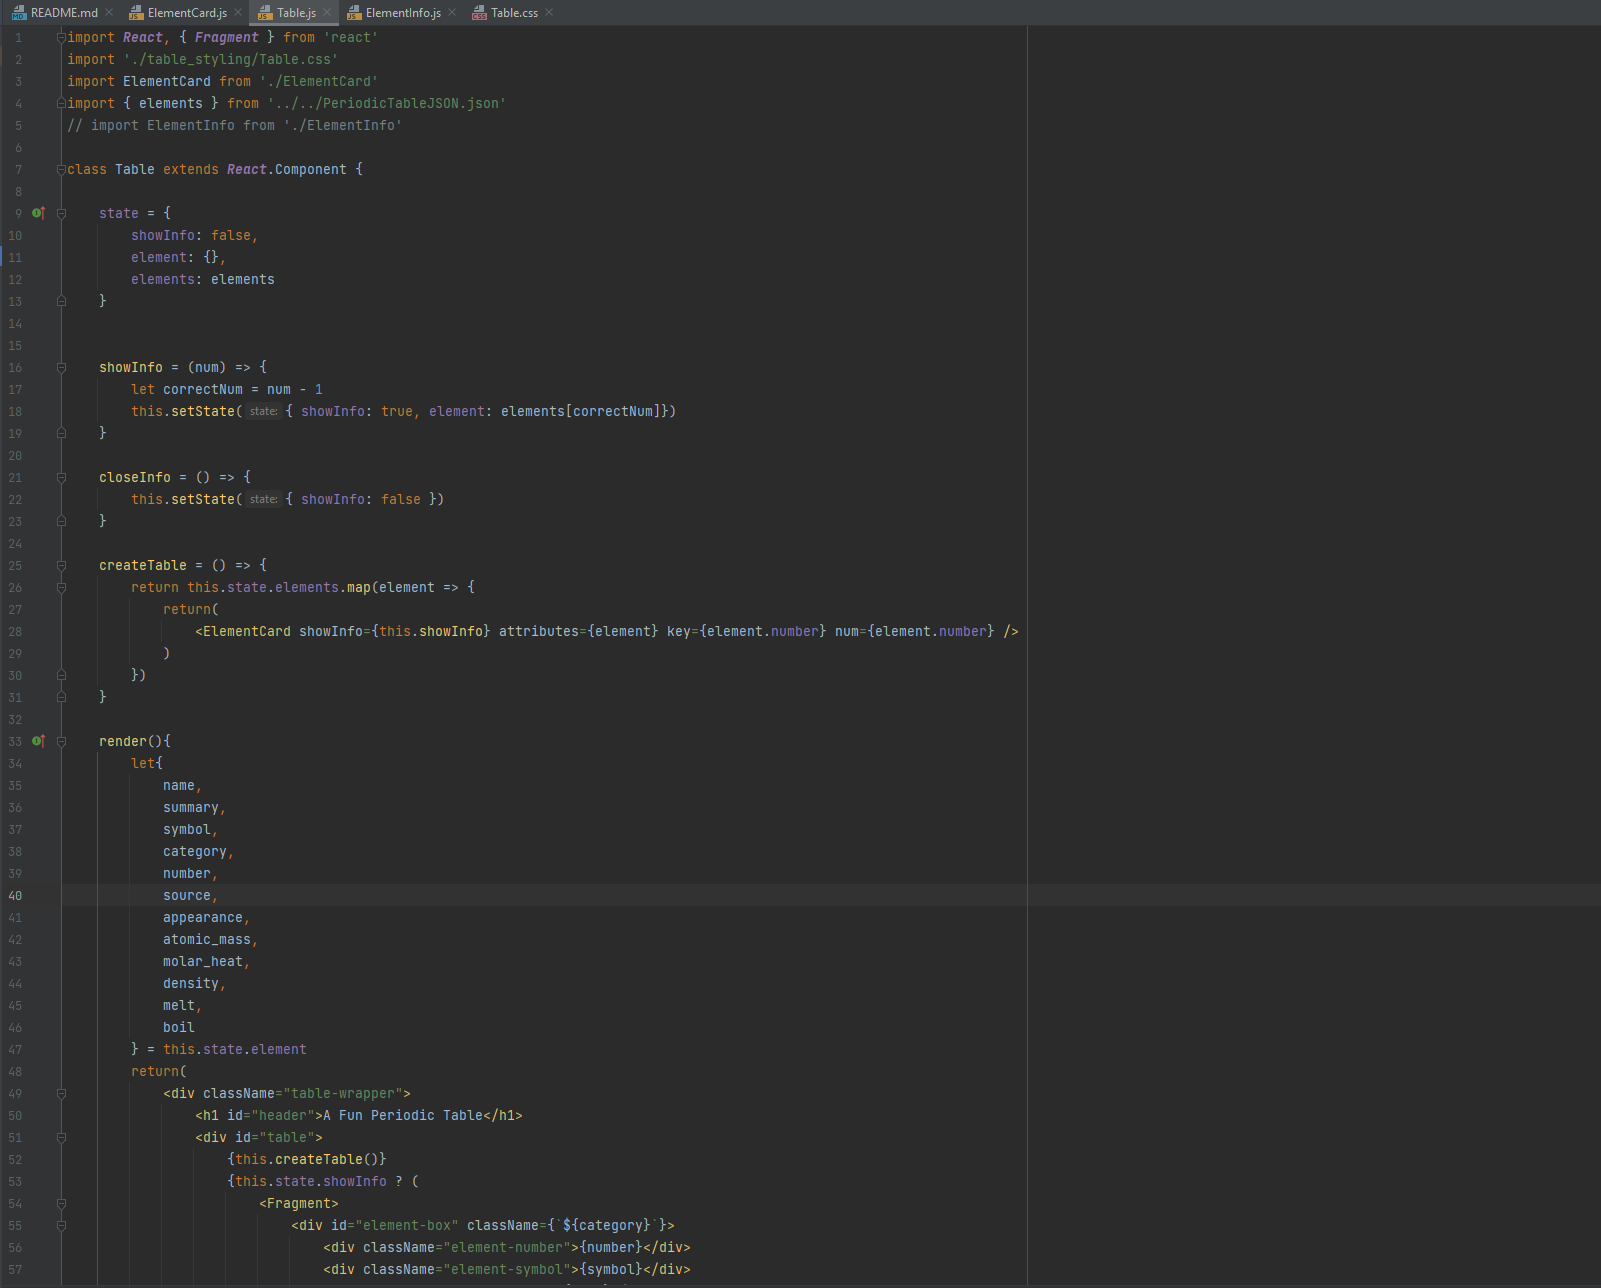 README.md ElementCard.js Table.js ElementInfo.js Table.css
1 import React, { Fragment } from 'react'
2 import './table_styling/Table.css'
3 import ElementCard from './ElementCard'
4 import { elements } from '../../PeriodicTableJSON.json'
5 // import ElementInfo from './ElementInfo'
6
7 class Table extends React.Component {
8
9     state = {
10         showInfo: false,
11         element: {},
12         elements: elements
13     }
14
15
16     showInfo = (num) => {
17         let correctNum = num - 1
18         this.setState( state: { showInfo: true, element: elements[correctNum]})
19     }
20
21     closeInfo = () => {
22         this.setState( state: { showInfo: false })
23     }
24
25     createTable = () => {
26         return this.state.elements.map(element => {
27             return(
28                 <ElementCard showInfo={this.showInfo} attributes={element} key={element.number} num={element.number} />
29             )
30         })
31     }
32
33     render(){
34         let{
35             name,
36             summary,
37             symbol,
38             category,
39             number,
40             source,
41             appearance,
42             atomic_mass,
43             molar_heat,
44             density,
45             melt,
46             boil
47         } = this.state.element
48         return(
49             <div className="table-wrapper">
50                 <h1 id="header">A Fun Periodic Table</h1>
51                 <div id="table">
52                     {this.createTable()}
53                     {this.state.showInfo ? (
54                         <Fragment>
55                             <div id="element-box" className={`${category}`}>
56                                 <div className="element-number">{number}</div>
57                                 <div className="element-symbol">{symbol}</div>